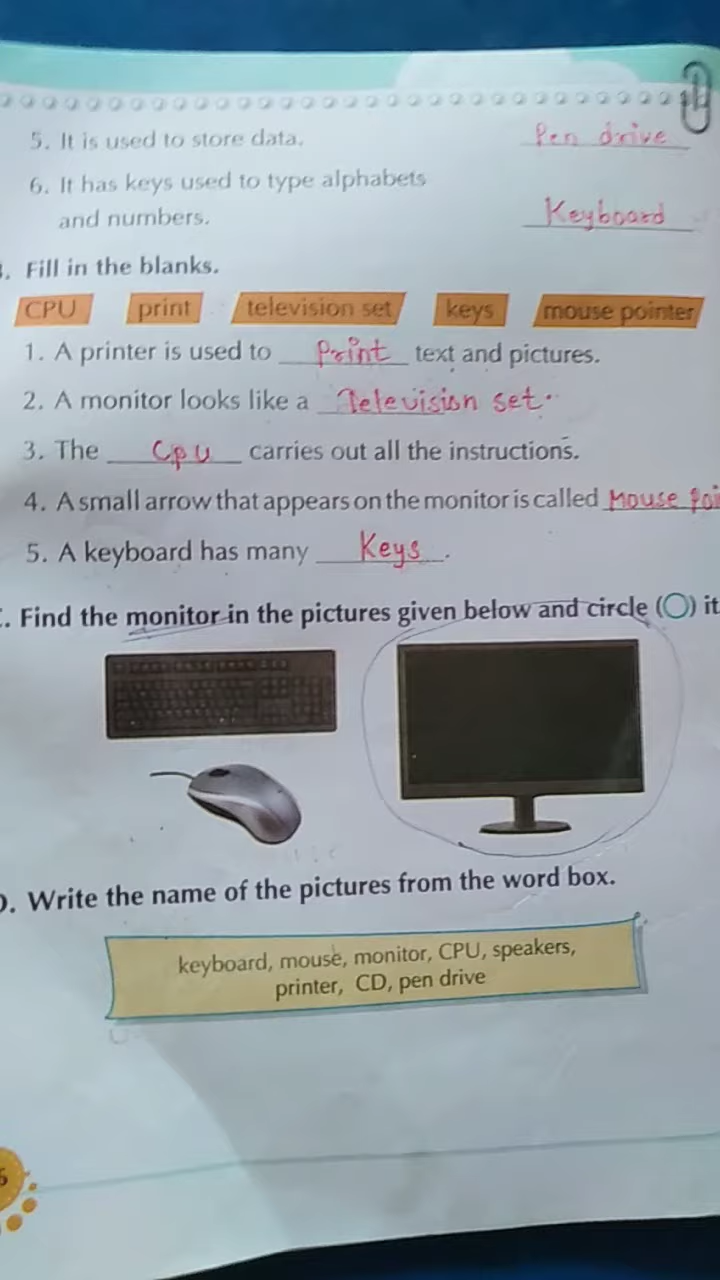 5. It is used to store data. Pen drive
6. It has keys used to type alphabets
and numbers. Keyboard
. Fill in the blanks.
CPU print television set keys mouse pointer
1. A printer is used to Print text and pictures.
2. A monitor looks like a Television set.
3. The Cpu carries out all the instructions.
4. A small arrow that appears on the monitor is called Mouse Poi
5. A keyboard has many Keys.
. Find the monitor in the pictures given below and circle (○) it
. Write the name of the pictures from the word box.
keyboard, mouse, monitor, CPU, speakers,
printer, CD, pen drive